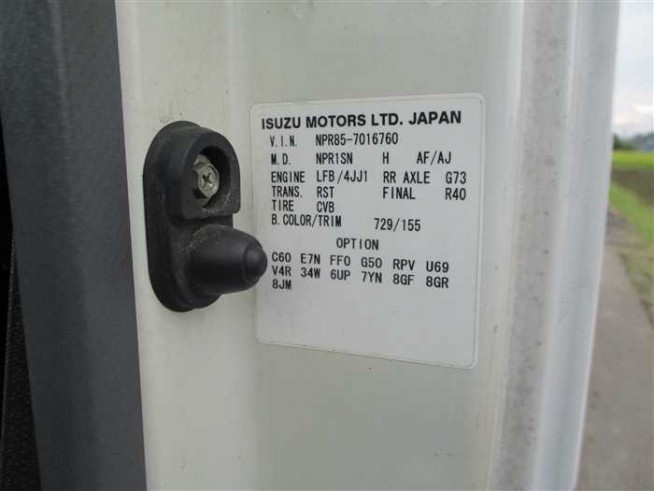 ISUZU MOTORS LTD. JAPAN
V.I.N. NPR85-7016760
M.D. NPR1SN H AF/AJ
ENGINE LFB/4JJ1 RR AXLE G73
TRANS. RST FINAL R40
TIRE CVB
B.COLOR/TRIM 729/155
OPTION
C60 E7N FF0 G50 RPV U69
V4R 34W 6UP 7YN 8GF 8GR
8JM